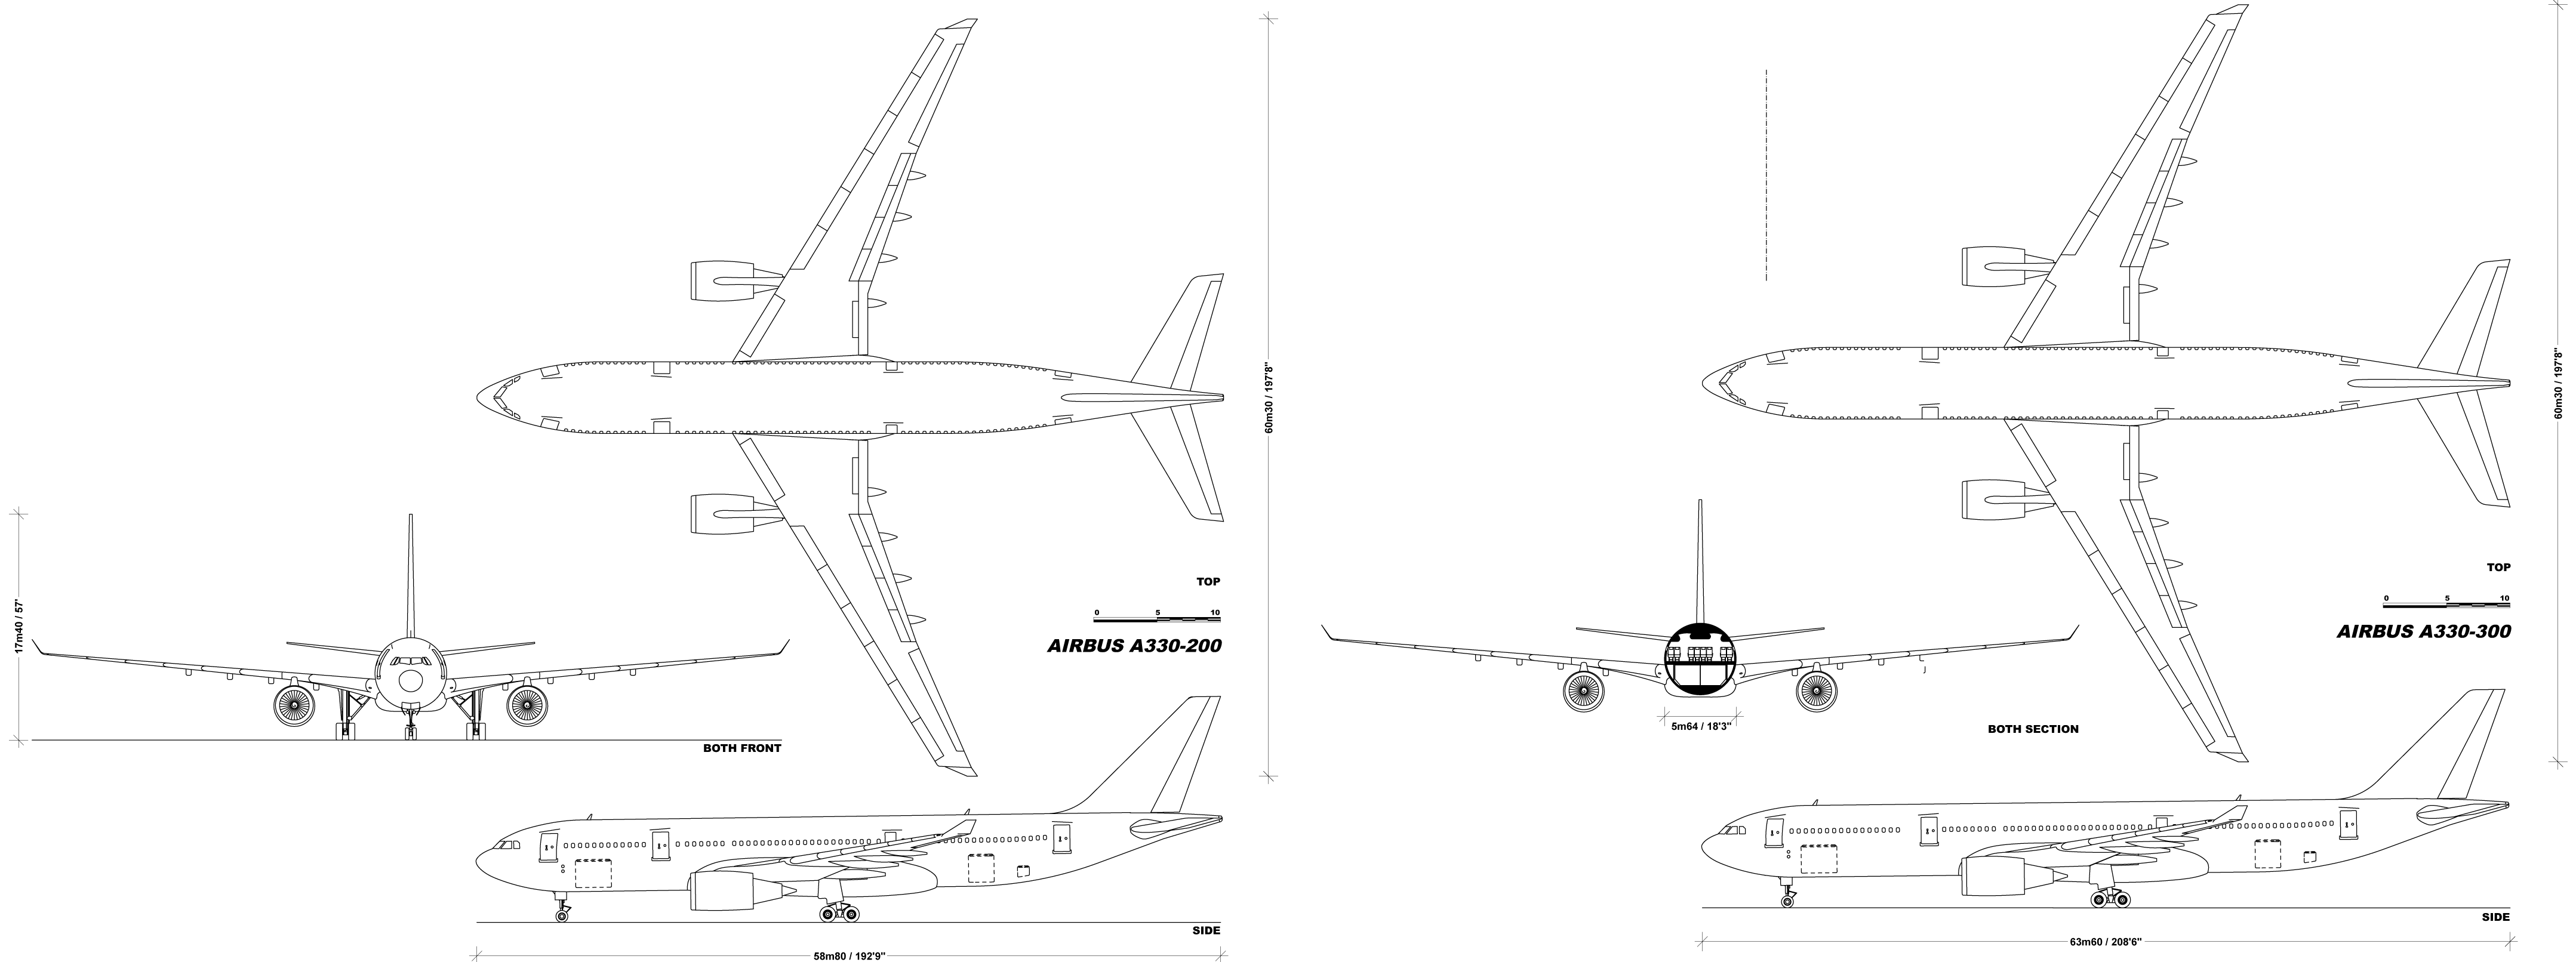 60m30 / 197'8"
TOP
0 5 10
AIRBUS A330-200
17m40 / 57'
BOTH FRONT
SIDE
58m80 / 192'9"
60m30 / 197'8"
TOP
0 5 10
AIRBUS A330-300
5m64 / 18'3"
BOTH SECTION
SIDE
63m60 / 208'6"